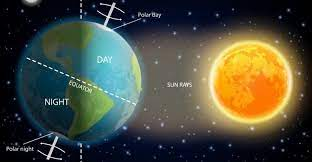 Polar Day
DAY
SUN RAYS
EQUATOR
NIGHT
Polar night